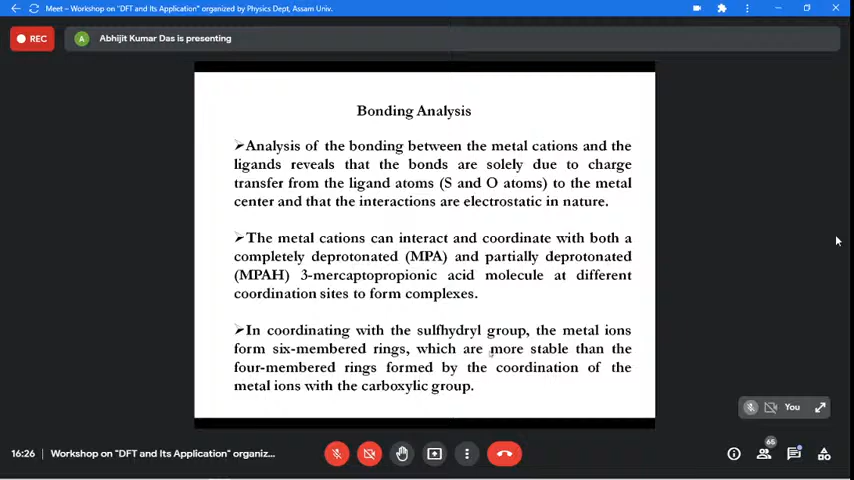 Meet – Workshop on "DFT and Its Application" organized by Physics Dept, Assam Univ.
REC
A
Abhijit Kumar Das is presenting
Bonding Analysis
➢Analysis of the bonding between the metal cations and the
ligands reveals that the bonds are solely due to charge
transfer from the ligand atoms (S and O atoms) to the metal
center and that the interactions are electrostatic in nature.
➢The metal cations can interact and coordinate with both a
completely deprotonated (MPA) and partially deprotonated
(MPAH) 3-mercaptopropionic acid molecule at different
coordination sites to form complexes.
➢In coordinating with the sulfhydryl group, the metal ions
form six-membered rings, which are more stable than the
four-membered rings formed by the coordination of the
metal ions with the carboxylic group.
You
16:26
Workshop on "DFT and Its Application" organiz...
65